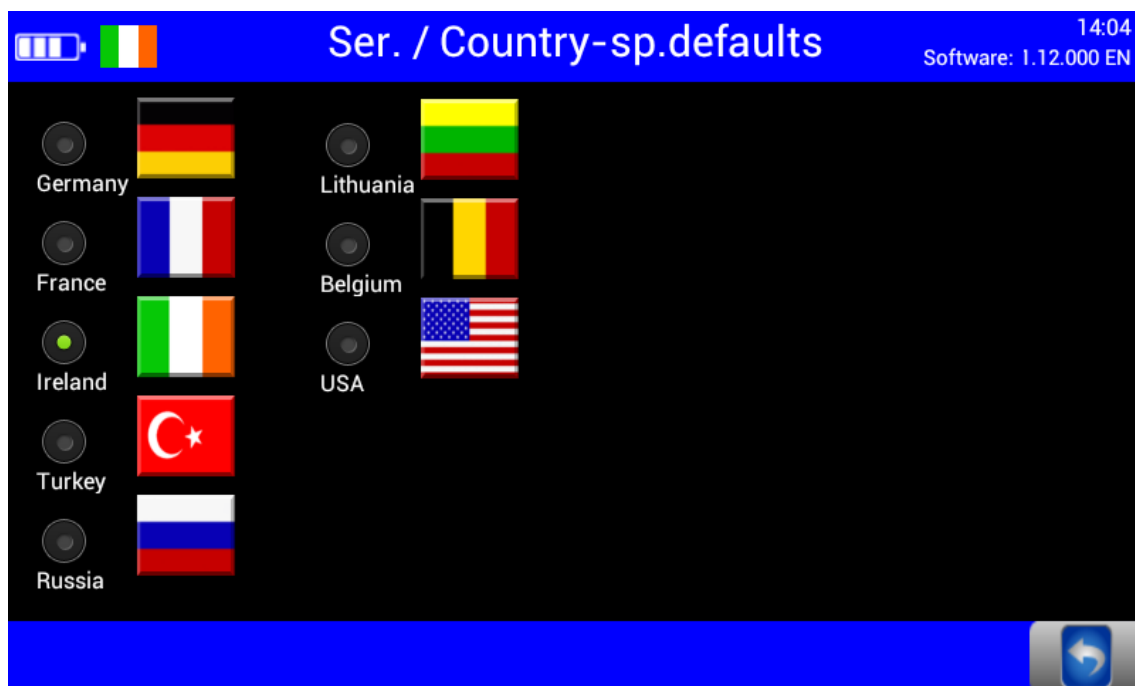 Ser. / Country-sp.defaults
14:04
Software: 1.12.000 EN
Germany
France
Ireland
Turkey
Russia
Lithuania
Belgium
USA